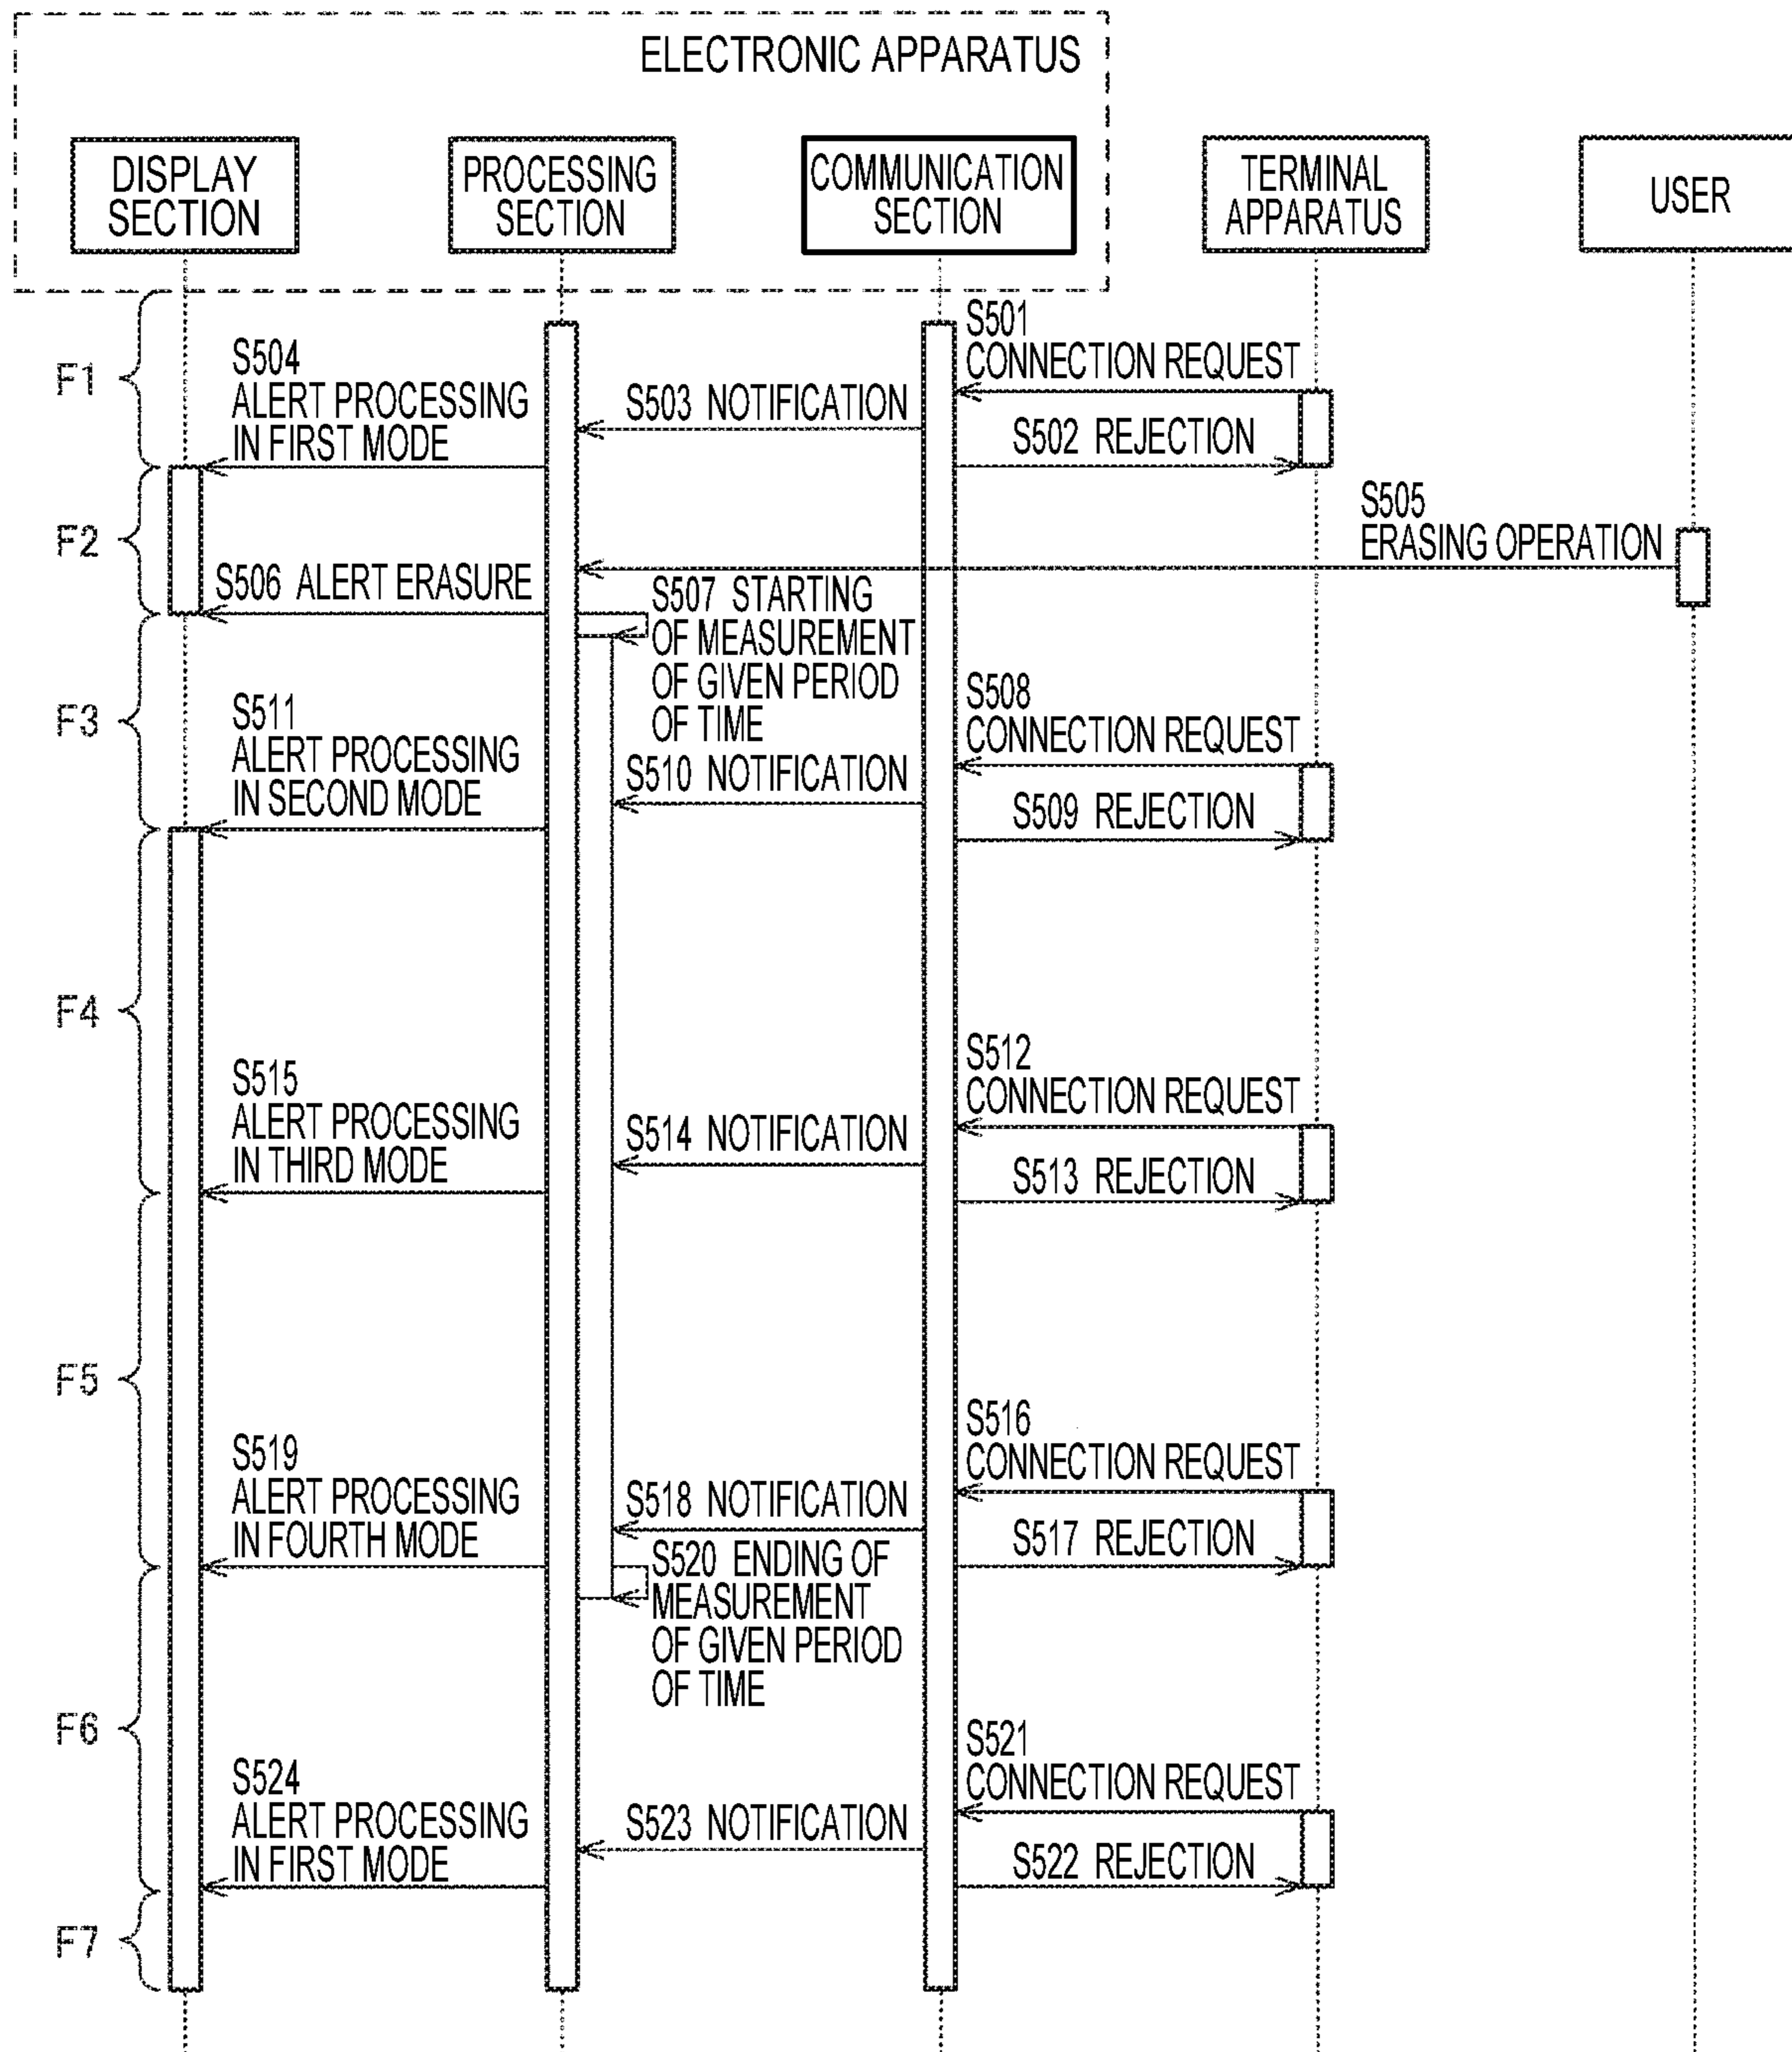 ELECTRONIC APPARATUS
DISPLAY
SECTION
PROCESSING
SECTION
COMMUNICATION
SECTION
TERMINAL
APPARATUS
USER
F1
S501
CONNECTION REQUEST
S504
ALERT PROCESSING
IN FIRST MODE
S503 NOTIFICATION
S502 REJECTION
F2
S505
ERASING OPERATION
S506 ALERT ERASURE
S507 STARTING
OF MEASUREMENT
OF GIVEN PERIOD
OF TIME
F3
S508
CONNECTION REQUEST
S511
ALERT PROCESSING
IN SECOND MODE
S510 NOTIFICATION
S509 REJECTION
F4
S512
CONNECTION REQUEST
S515
ALERT PROCESSING
IN THIRD MODE
S514 NOTIFICATION
S513 REJECTION
F5
S516
CONNECTION REQUEST
S519
ALERT PROCESSING
IN FOURTH MODE
S518 NOTIFICATION
S517 REJECTION
S520 ENDING OF
MEASUREMENT
OF GIVEN PERIOD
OF TIME
F6
S521
CONNECTION REQUEST
S524
ALERT PROCESSING
IN FIRST MODE
S523 NOTIFICATION
S522 REJECTION
F7